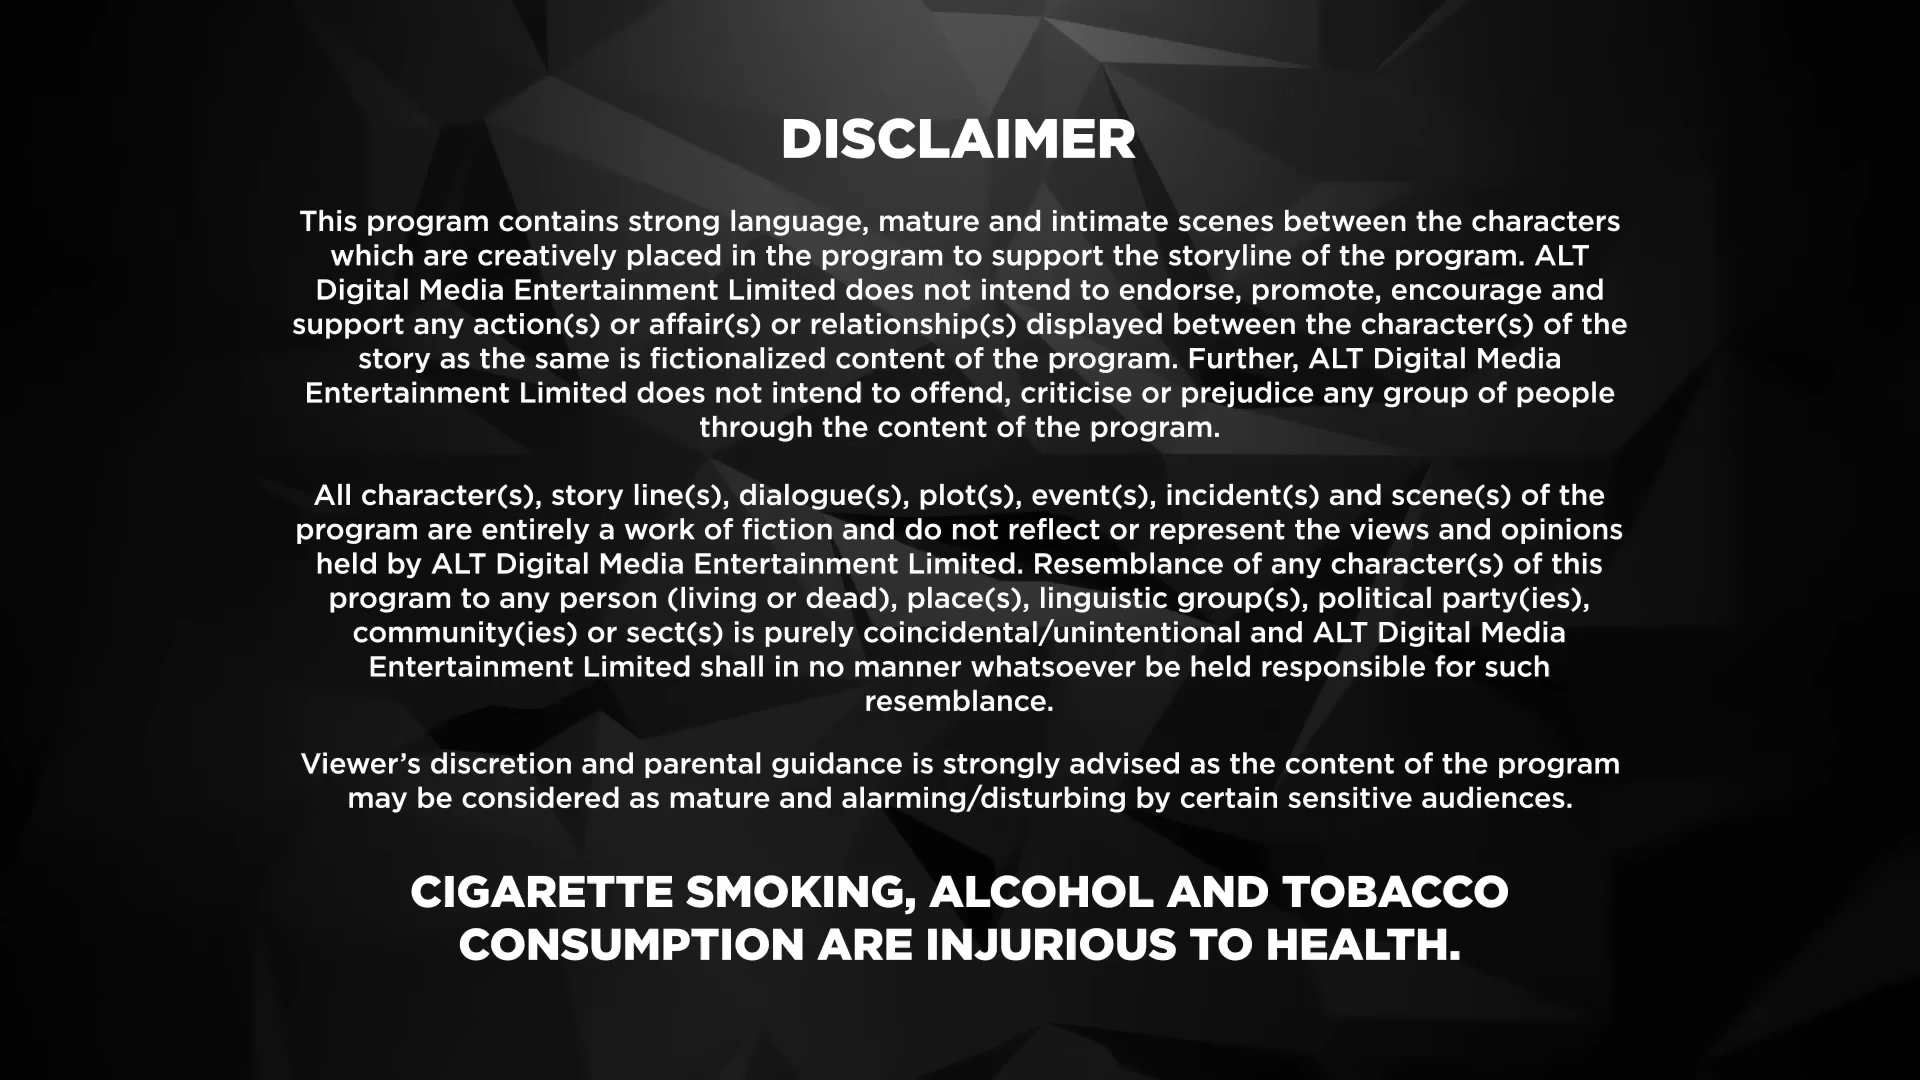 DISCLAIMER
This program contains strong language, mature and intimate scenes between the characters
which are creatively placed in the program to support the storyline of the program. ALT
Digital Media Entertainment Limited does not intend to endorse, promote, encourage and
support any action(s) or affair(s) or relationship(s) displayed between the character(s) of the
story as the same is fictionalized content of the program. Further, ALT Digital Media
Entertainment Limited does not intend to offend, criticise or prejudice any group of people
through the content of the program.
All character(s), story line(s), dialogue(s), plot(s), event(s), incident(s) and scene(s) of the
program are entirely a work of fiction and do not reflect or represent the views and opinions
held by ALT Digital Media Entertainment Limited. Resemblance of any character(s) of this
program to any person (living or dead), place(s), linguistic group(s), political party(ies),
community(ies) or sect(s) is purely coincidental/unintentional and ALT Digital Media
Entertainment Limited shall in no manner whatsoever be held responsible for such
resemblance.
Viewer’s discretion and parental guidance is strongly advised as the content of the program
may be considered as mature and alarming/disturbing by certain sensitive audiences.
CIGARETTE SMOKING, ALCOHOL AND TOBACCO
CONSUMPTION ARE INJURIOUS TO HEALTH.